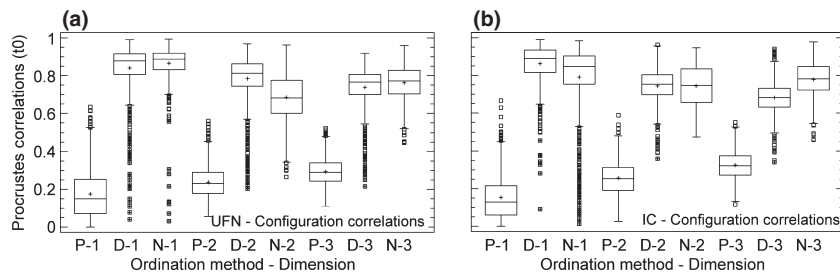 (a)
(b)
Procrustes correlations (t0)
1
0.8
0.6
0.4
0.2
0
UFN - Configuration correlations
IC - Configuration correlations
P-1 D-1 N-1 P-2 D-2 N-2 P-3 D-3 N-3
P-1 D-1 N-1 P-2 D-2 N-2 P-3 D-3 N-3
Ordination method - Dimension
Ordination method - Dimension